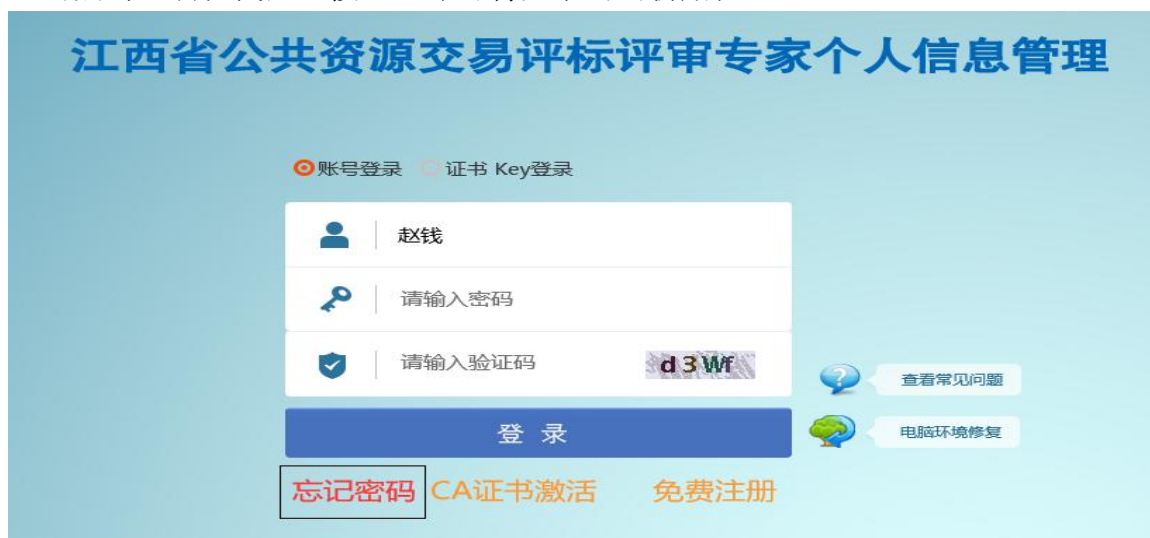 江西省公共资源交易评标评审专家个人信息管理
账号登录 证书 Key登录
赵钱
请输入密码
请输入验证码 d3Wf
查看常见问题
登 录
电脑环境修复
忘记密码 CA证书激活 免费注册